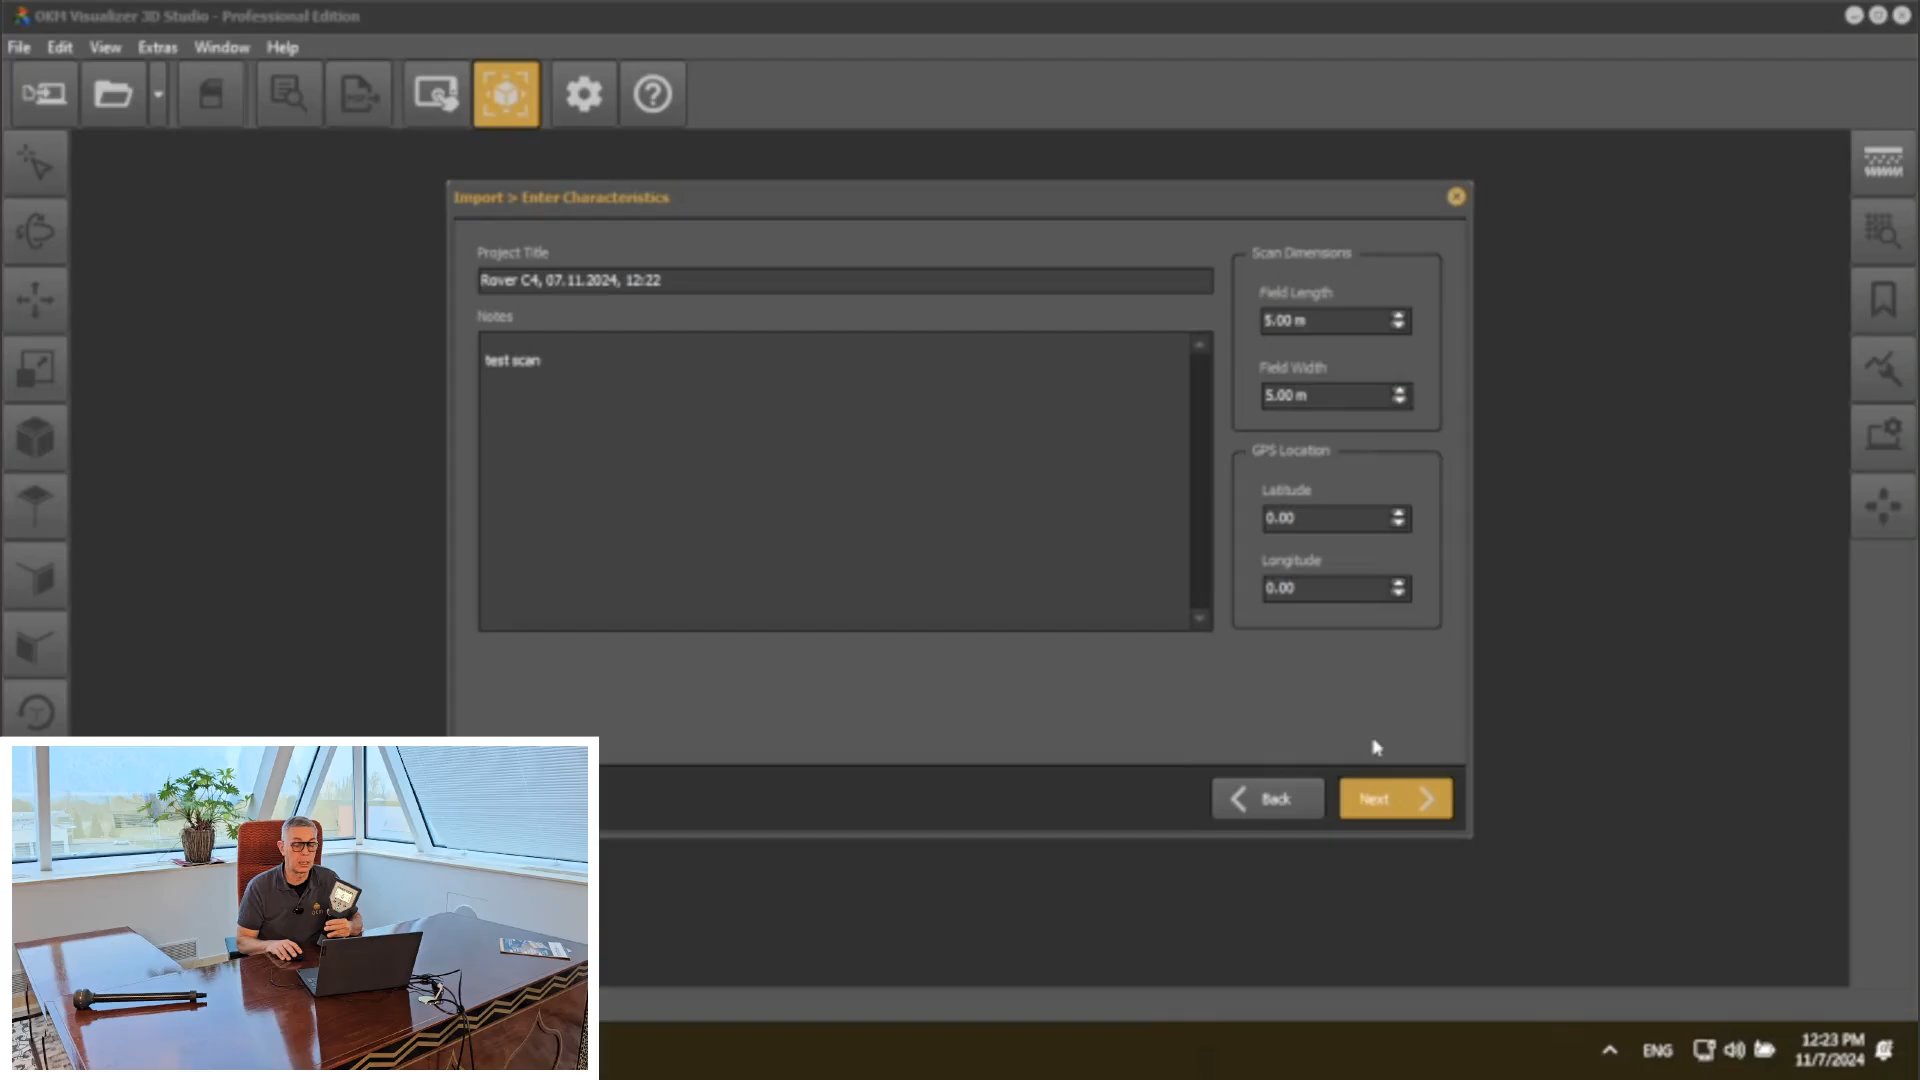 OKM Visualizer 3D Studio - Professional Edition
File Edit View Extras Window Help
Import > Enter Characteristics
Project Title
Rover C4, 07.11.2024, 12:22
Notes
test scan
Scan Dimensions
Field Length
5.00 m
Field Width
5.00 m
GPS Location
Latitude
0.00
Longitude
0.00
Back
Next
ENG
12:23 PM
11/7/2024